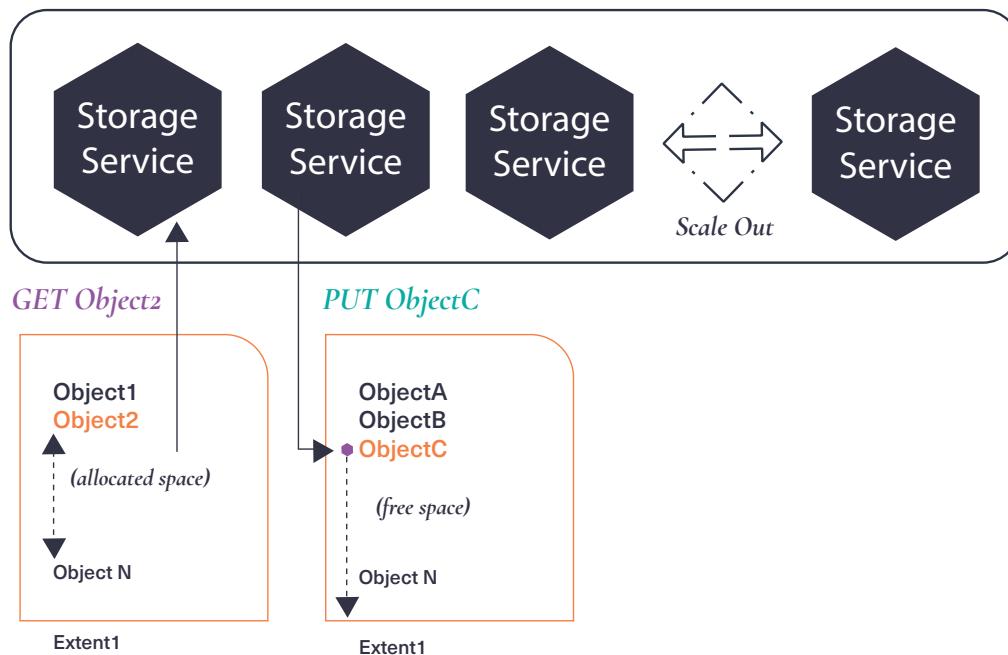 Storage
Service
Storage
Service
Storage
Service
Storage
Service
Scale Out
GET Object2
PUT ObjectC
Object1
Object2
(allocated space)
Object N
Extent1
ObjectA
ObjectB
ObjectC
(free space)
Object N
Extent1